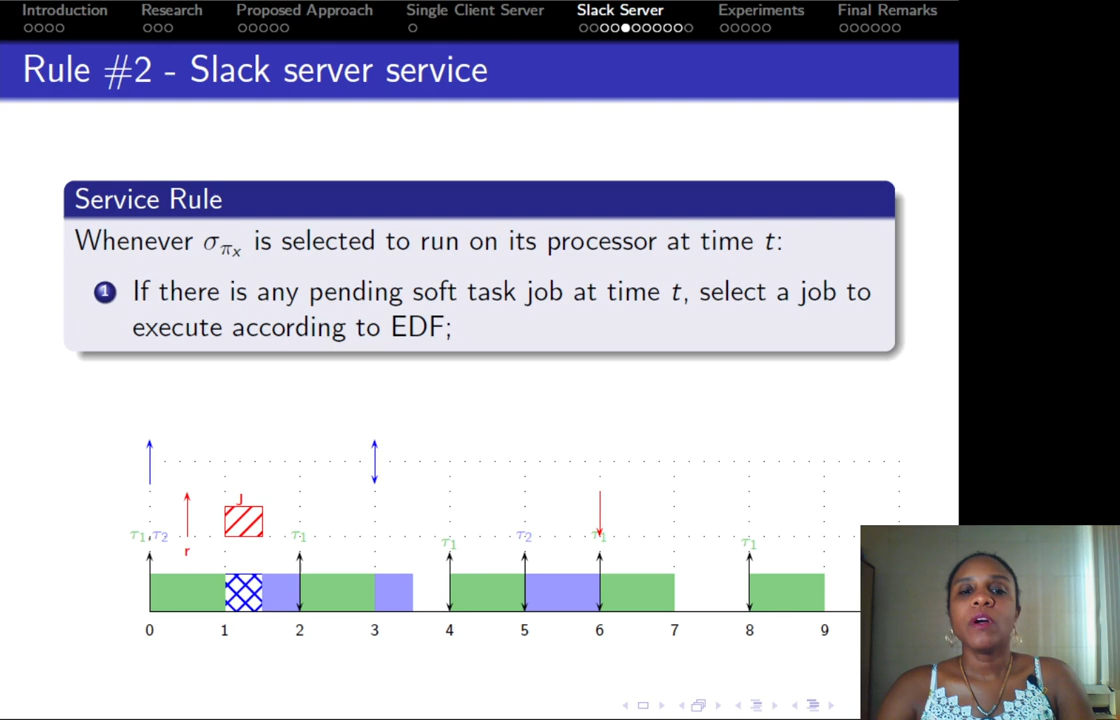 Introduction Research Proposed Approach Single Client Server Slack Server Experiments Final Remarks
Rule #2 - Slack server service
Service Rule
Whenever σπₓ is selected to run on its processor at time t:
1 If there is any pending soft task job at time t, select a job to
execute according to EDF;
J
τ1,τ2 r τ1 τ1 τ2 τ1 τ1
0 1 2 3 4 5 6 7 8 9